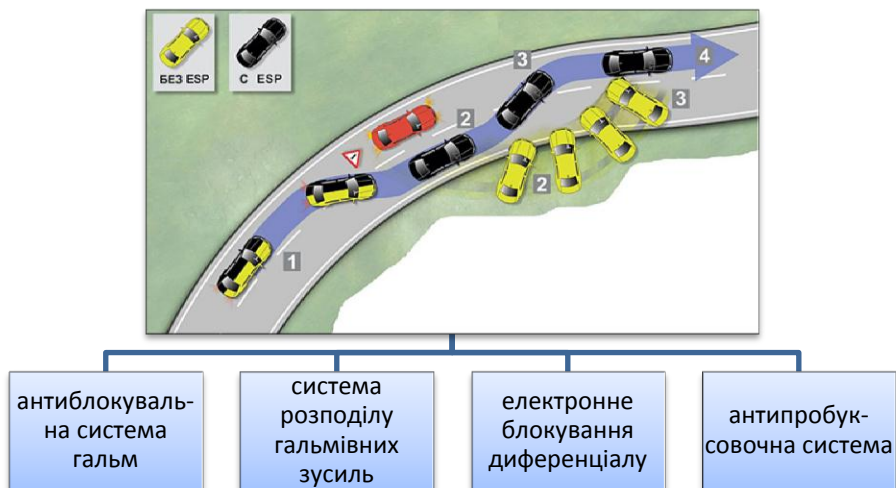 БЕЗ ESP
С ESP
3
4
2
3
2
1
антиблокуваль-
на система
гальм
система
розподілу
гальмівних
зусиль
електронне
блокування
диференціалу
антипробук-
совочна система